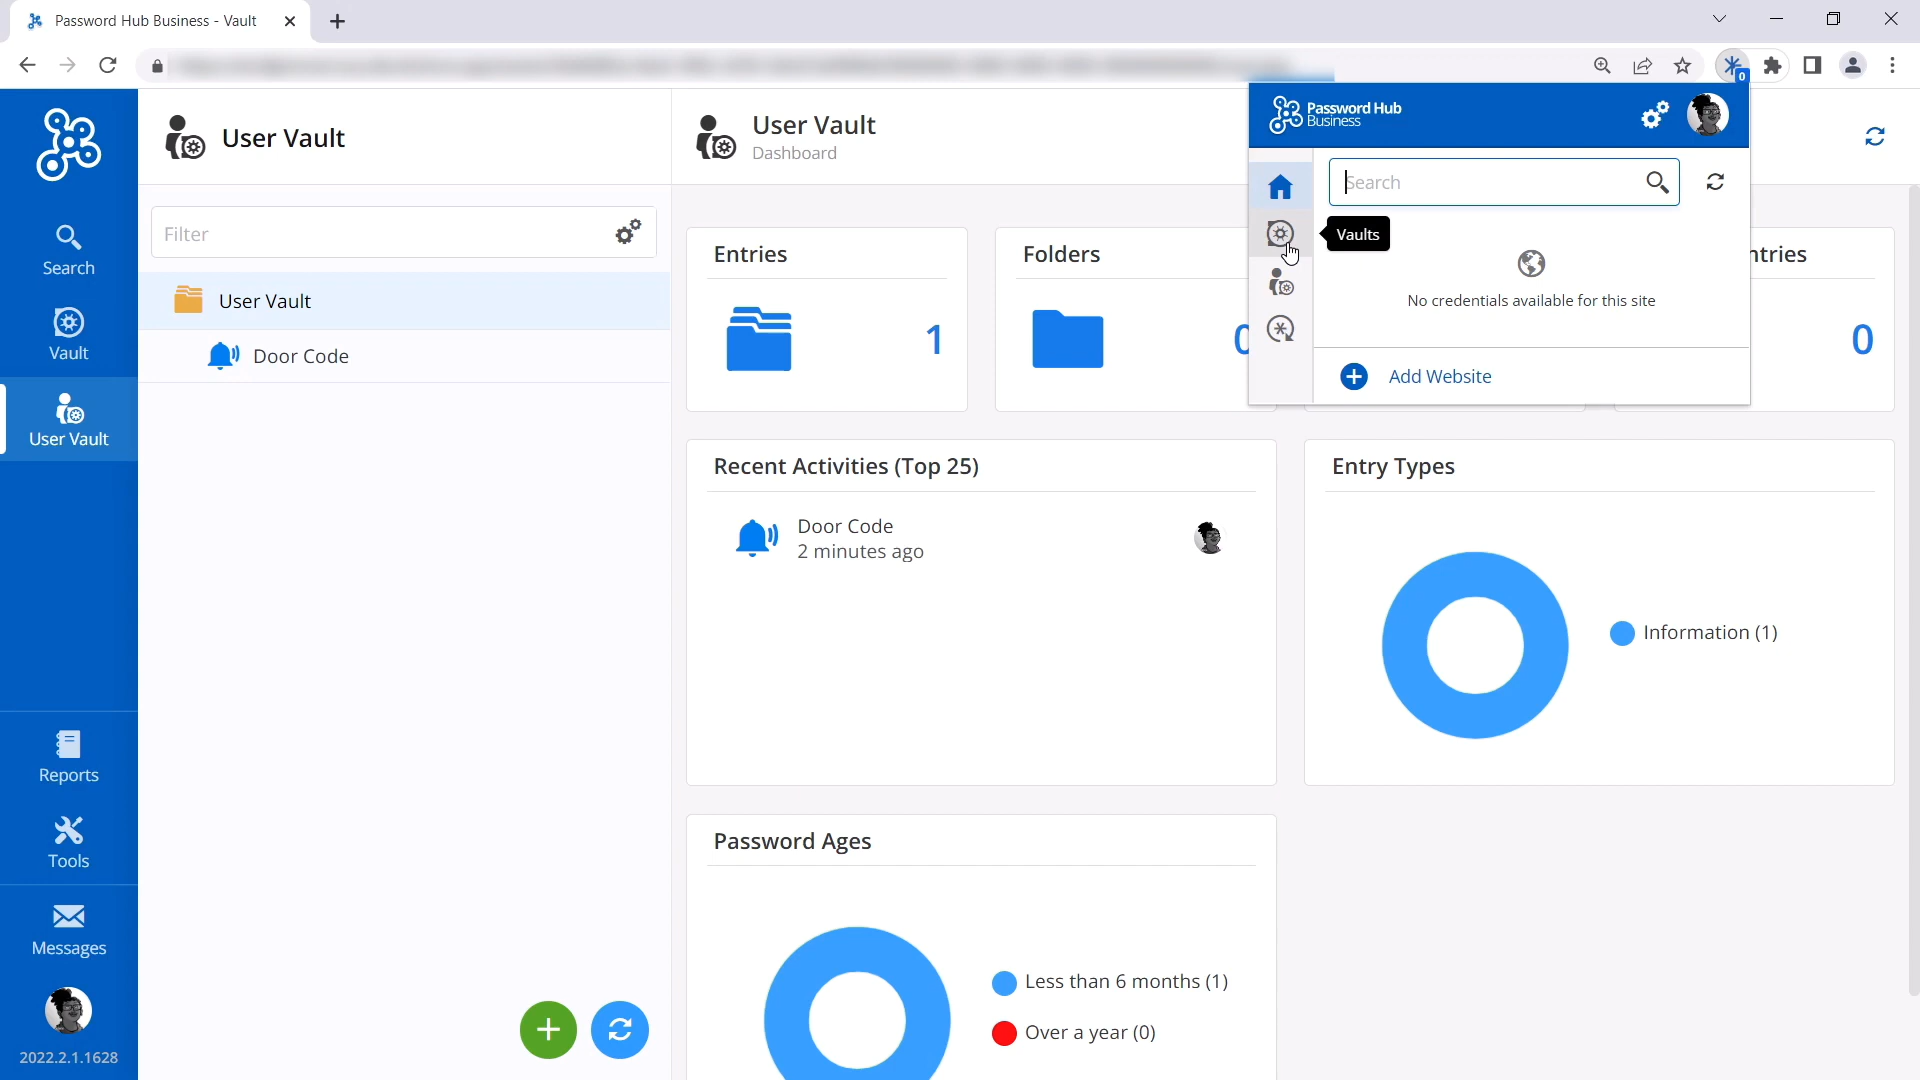 Password Hub Business - Vault
0
Search
Vault
User Vault
Reports
Tools
Messages
2022.2.1.1628
User Vault
Filter
User Vault
Door Code
User Vault
Dashboard
Password Hub
Business
Search
Vaults
No credentials available for this site
Add Website
Entries
1
Folders
0
ntries
0
Recent Activities (Top 25)
Door Code
2 minutes ago
Entry Types
Information (1)
Password Ages
Less than 6 months (1)
Over a year (0)